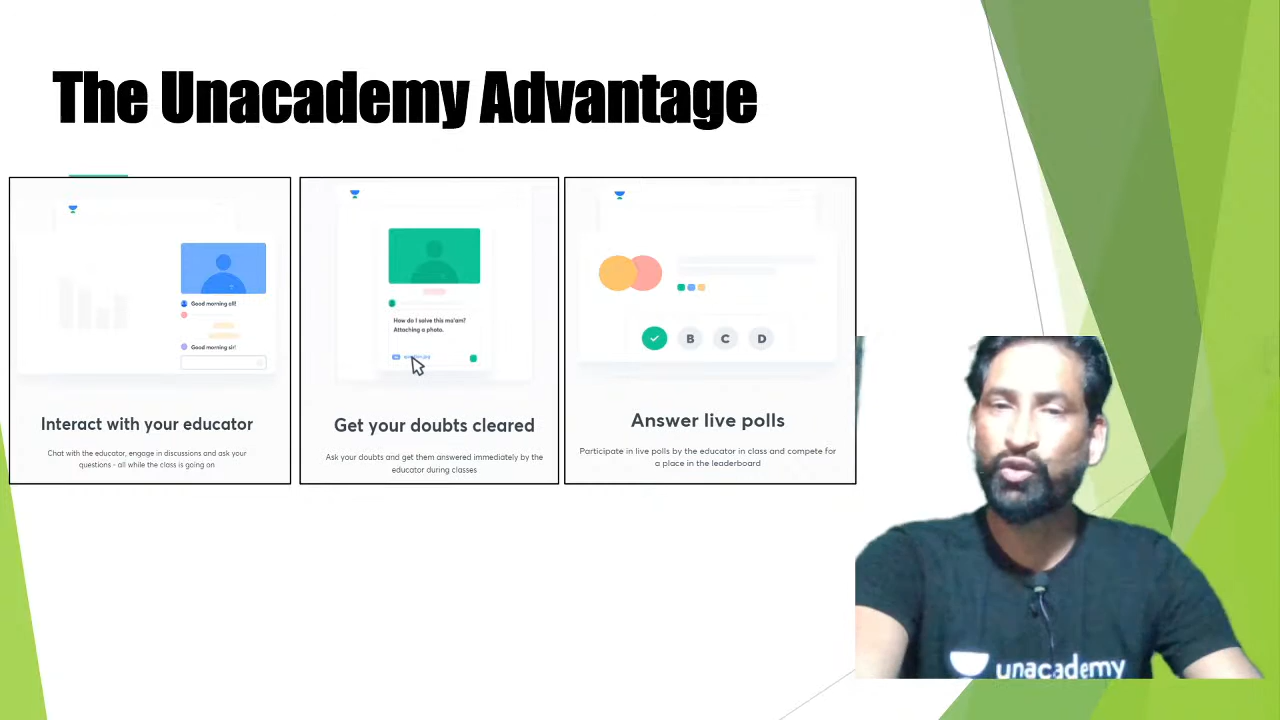 The Unacademy Advantage
Good morning all!
Good morning sir!
Interact with your educator
Chat with the educator, engage in discussions and ask your
questions - all while the class is going on
How do I solve this ma'am?
Attaching a photo.
Get your doubts cleared
Ask your doubts and get them answered immediately by the
educator during classes
B C D
Answer live polls
Participate in live polls by the educator in class and compete for
a place in the leaderboard
unacademy